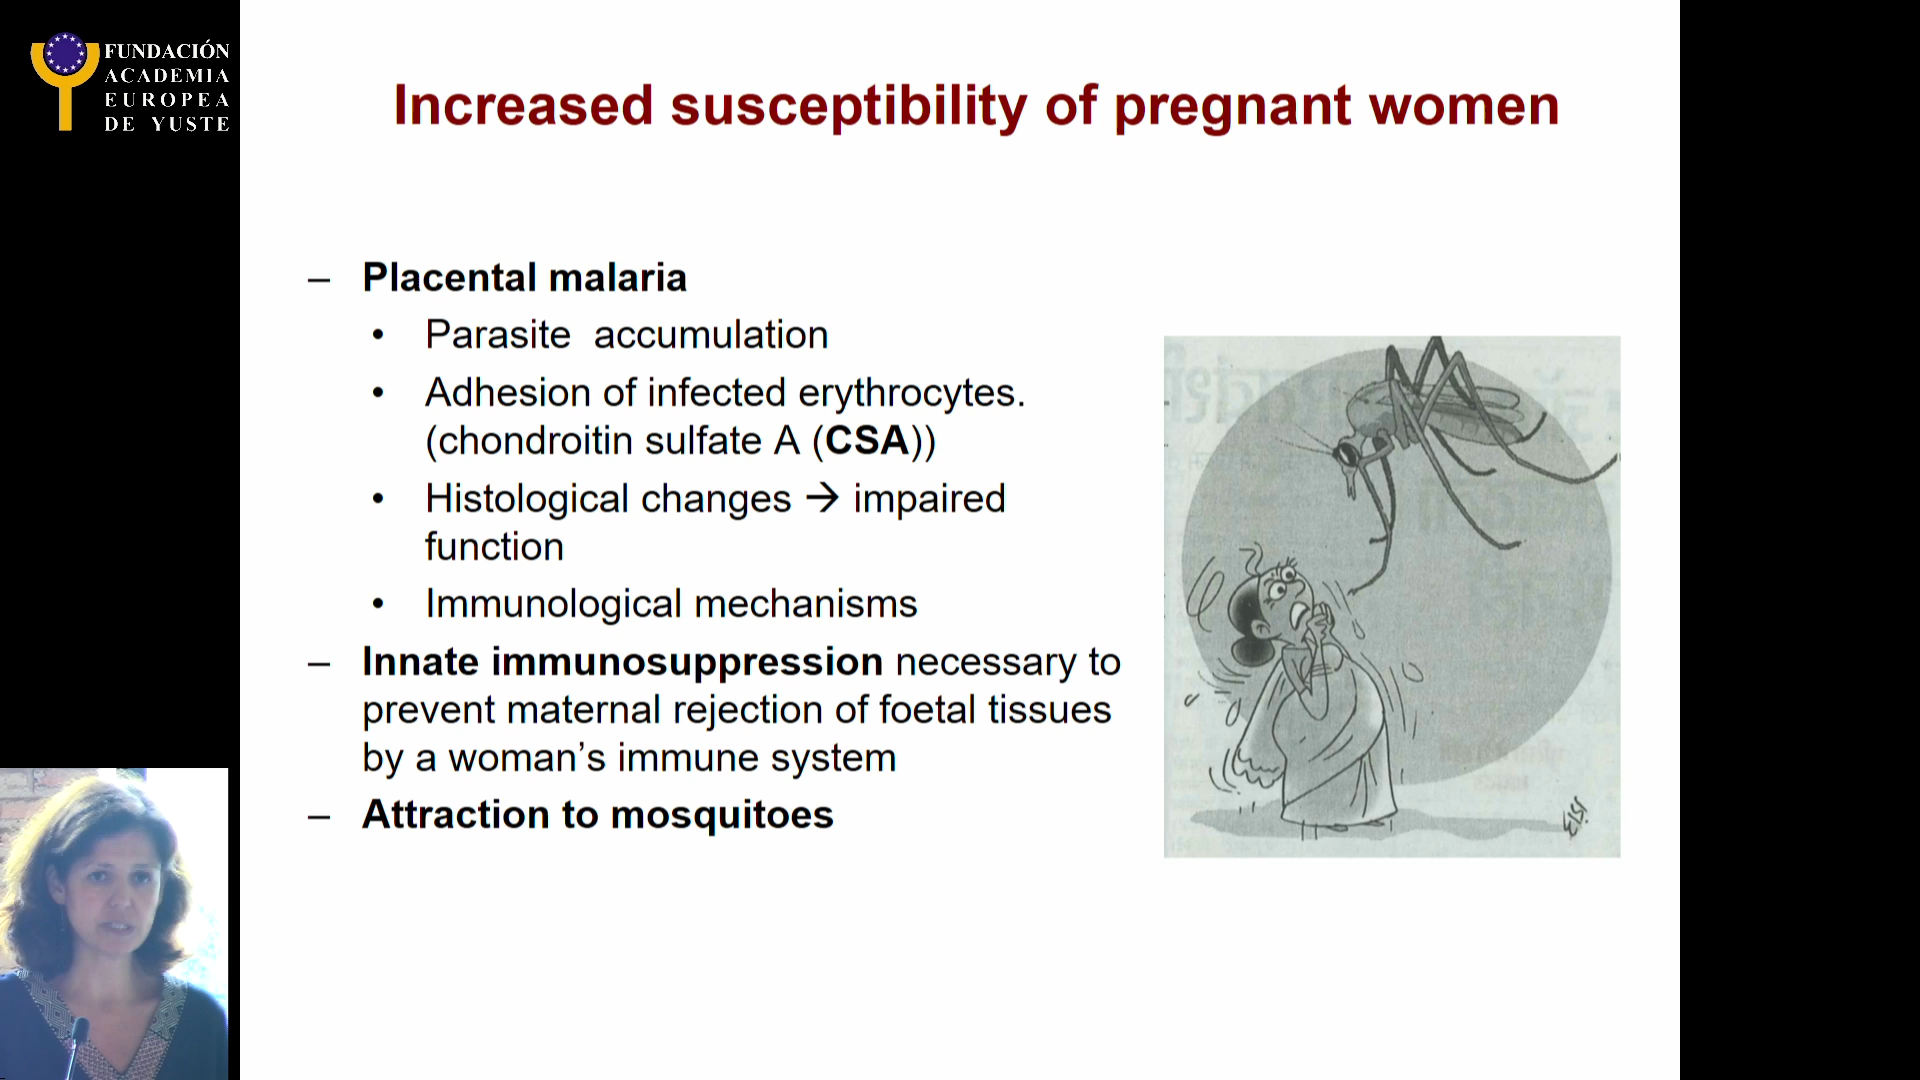 FUNDACIÓN
ACADEMIA
EUROPEA
DE YUSTE
Increased susceptibility of pregnant women
– Placental malaria
• Parasite accumulation
• Adhesion of infected erythrocytes.
(chondroitin sulfate A (CSA))
• Histological changes → impaired
function
• Immunological mechanisms
– Innate immunosuppression necessary to
prevent maternal rejection of foetal tissues
by a woman’s immune system
– Attraction to mosquitoes